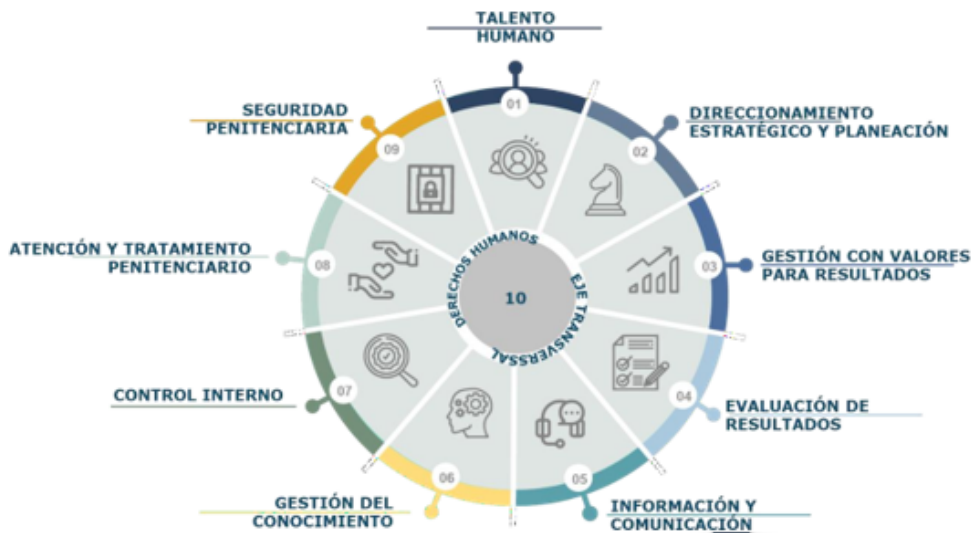 TALENTO
HUMANO
01
DIRECCIONAMIENTO
ESTRATÉGICO Y PLANEACIÓN
02
GESTIÓN CON VALORES
PARA RESULTADOS
03
EVALUACIÓN DE
RESULTADOS
04
INFORMACIÓN Y
COMUNICACIÓN
05
GESTIÓN DEL
CONOCIMIENTO
06
CONTROL INTERNO
07
ATENCIÓN Y TRATAMIENTO
PENITENCIARIO
08
SEGURIDAD
PENITENCIARIA
09
DERECHOS HUMANOS
EJE TRANSVERSSAL
10